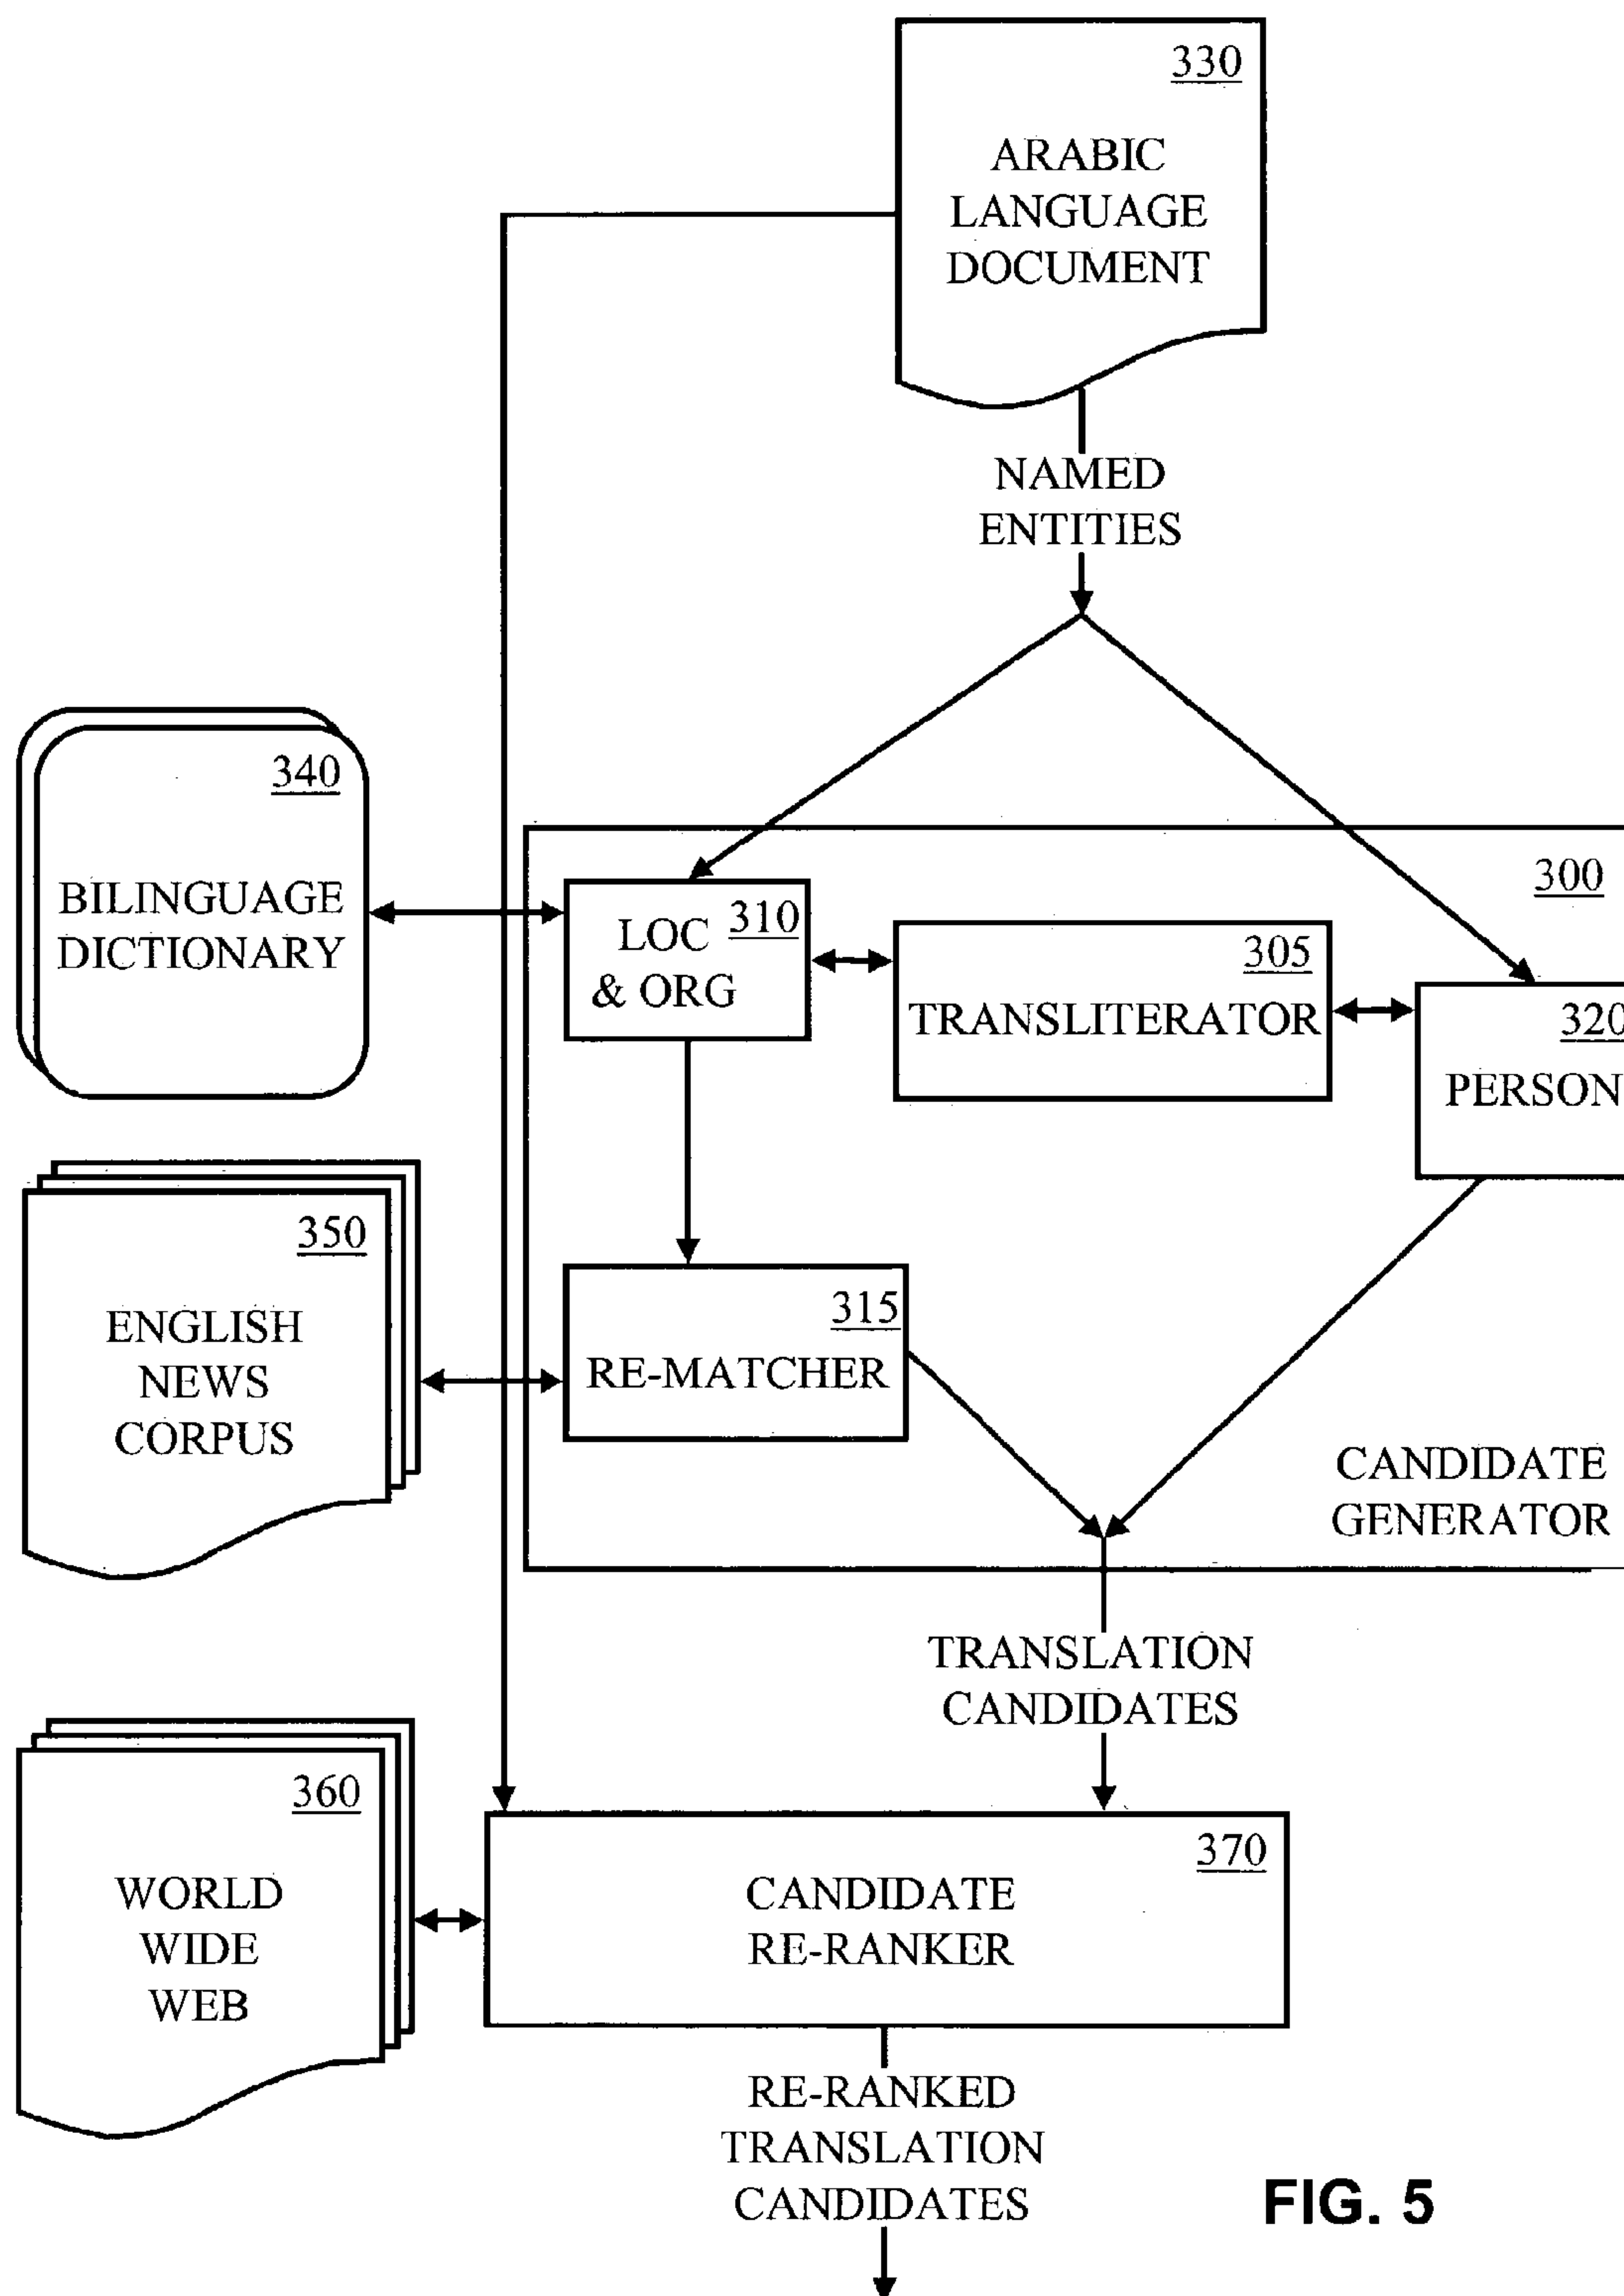 330
ARABIC
LANGUAGE
DOCUMENT
NAMED
ENTITIES
340
BILINGUAGE
DICTIONARY
300
310
LOC
& ORG
305
TRANSLITERATOR
320
PERSON
350
ENGLISH
NEWS
CORPUS
315
RE-MATCHER
CANDIDATE
GENERATOR
TRANSLATION
CANDIDATES
360
WORLD
WIDE
WEB
370
CANDIDATE
RE-RANKER
RE-RANKED
TRANSLATION
CANDIDATES
FIG. 5